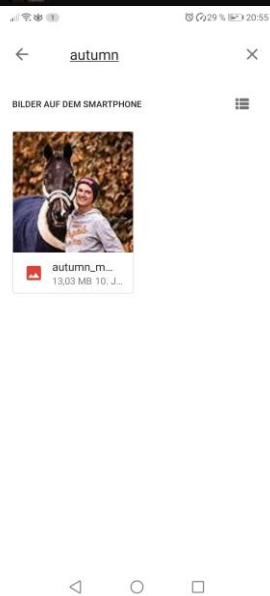 29 % 20:55
autumn
BILDER AUF DEM SMARTPHONE
autumn_m...
13,03 MB 10. J...